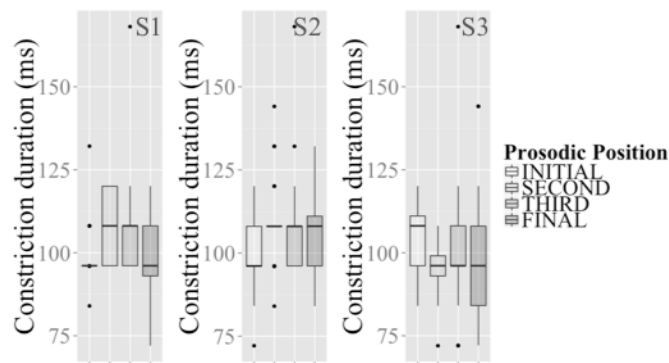 Constriction duration (ms)
150
125
100
75
S1
Constriction duration (ms)
150
125
100
75
S2
Constriction duration (ms)
150
125
100
75
S3
Prosodic Position
INITIAL
SECOND
THIRD
FINAL